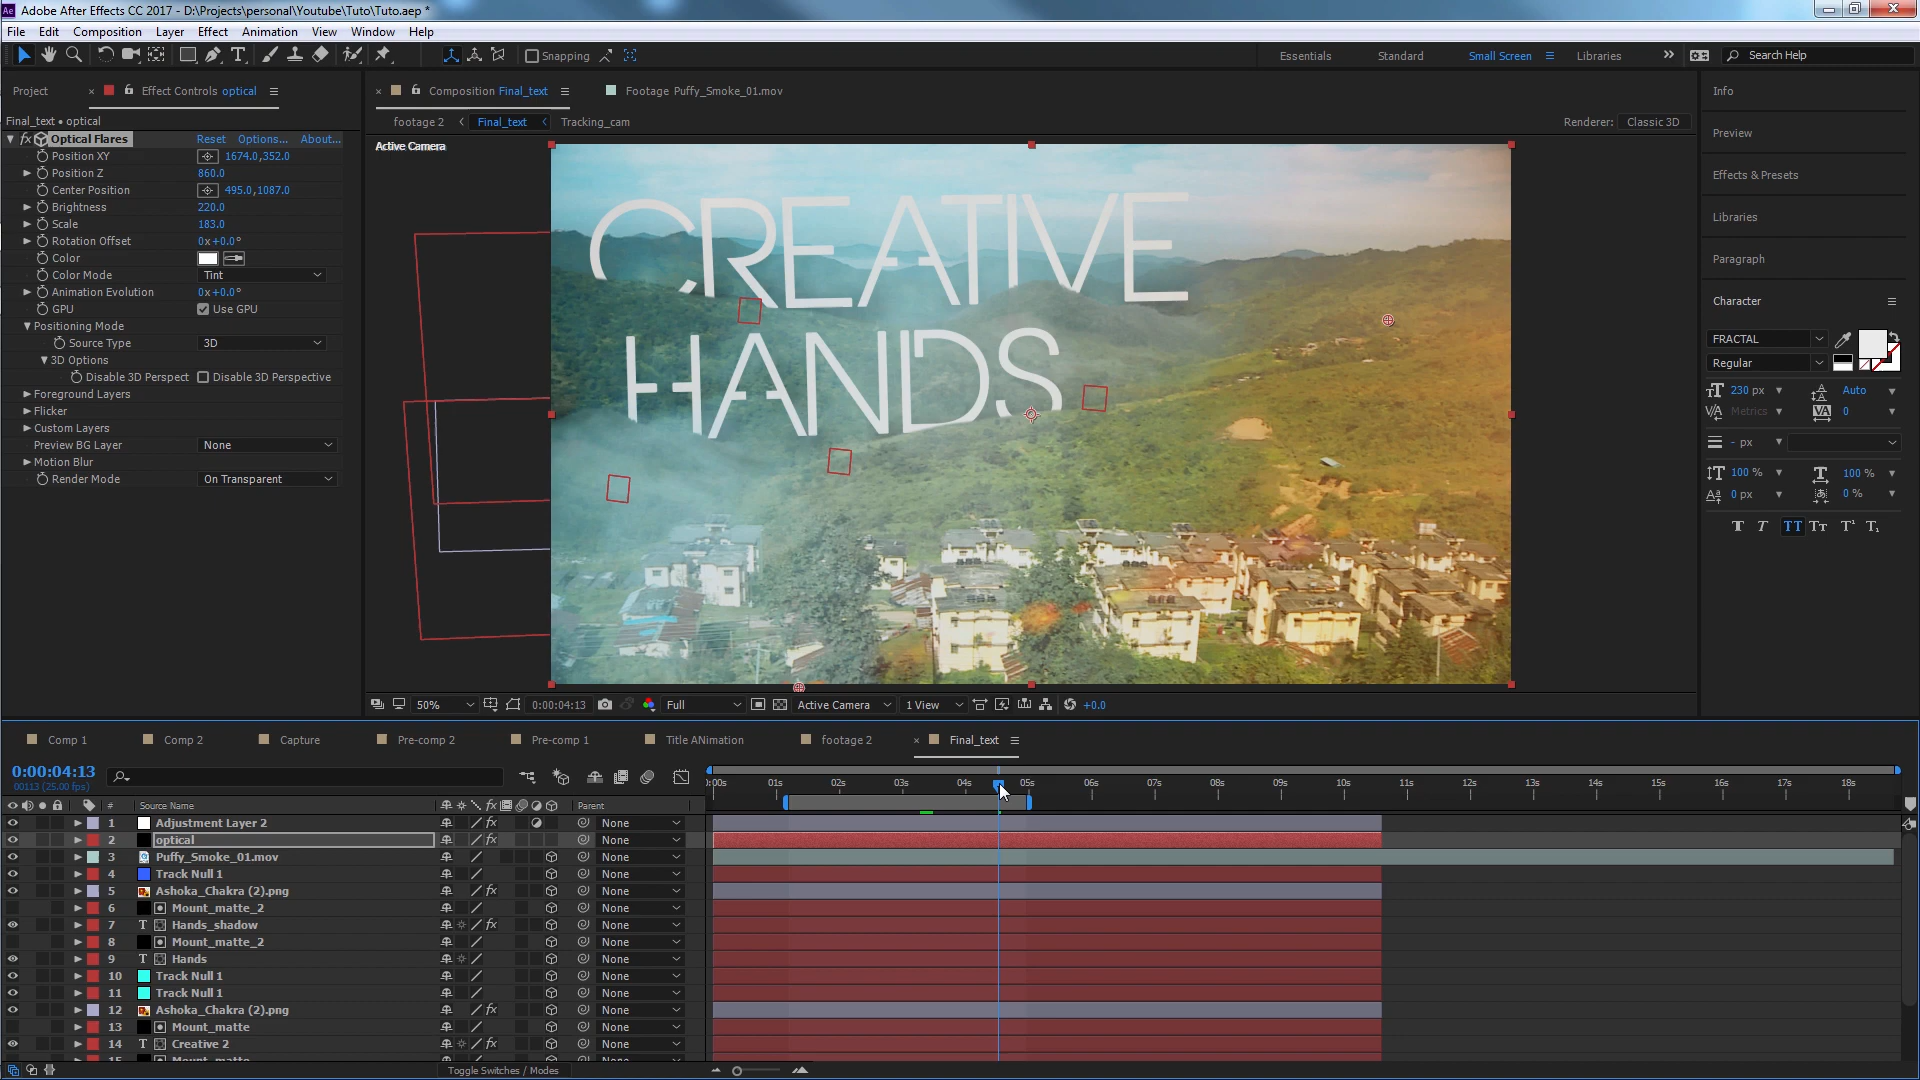 Adobe After Effects CC 2017 - D:\Projects\personal\Youtube\Tuto\Tuto.aep *
File Edit Composition Layer Effect Animation View Window Help
Snapping Essentials Standard Small Screen Libraries Search Help
Project Effect Controls optical
Composition Final_text Footage Puffy_Smoke_01.mov
Final_text • optical
footage 2 Final_text Tracking_cam Renderer: Classic 3D
Optical Flares Reset Options... About...
Position XY 1674.0,352.0
Position Z 860.0
Center Position 495.0,1087.0
Brightness 220.0
Scale 183.0
Rotation Offset 0x+0.0°
Color
Color Mode Tint
Animation Evolution 0x+0.0°
GPU Use GPU
Positioning Mode
Source Type 3D
3D Options
Disable 3D Perspect Disable 3D Perspective
Foreground Layers
Flicker
Custom Layers
Preview BG Layer None
Motion Blur
Render Mode On Transparent
Active Camera
CREATIVE
HANDS
50% 0:00:04:13 Full Active Camera 1 View +0.0
Info
Preview
Effects & Presets
Libraries
Paragraph
Character
FRACTAL
Regular
230 px Auto
Metrics 0
- px
100 % 100 %
0 px 0 %
T T TT TT T¹ T₁
Comp 1 Comp 2 Capture Pre-comp 2 Pre-comp 1 Title ANimation footage 2 Final_text
0:00:04:13
00113 (25.00 fps)
:00s 01s 02s 03s 04s 05s 06s 07s 08s 09s 10s 11s 12s 13s 14s 15s 16s 17s 18s
# Source Name Parent
1 Adjustment Layer 2 None
2 optical None
3 Puffy_Smoke_01.mov None
4 Track Null 1 None
5 Ashoka_Chakra (2).png None
6 Mount_matte_2 None
7 Hands_shadow None
8 Mount_matte_2 None
9 Hands None
10 Track Null 1 None
11 Track Null 1 None
12 Ashoka_Chakra (2).png None
13 Mount_matte None
14 Creative 2 None
15 Mount_matte None
Toggle Switches / Modes